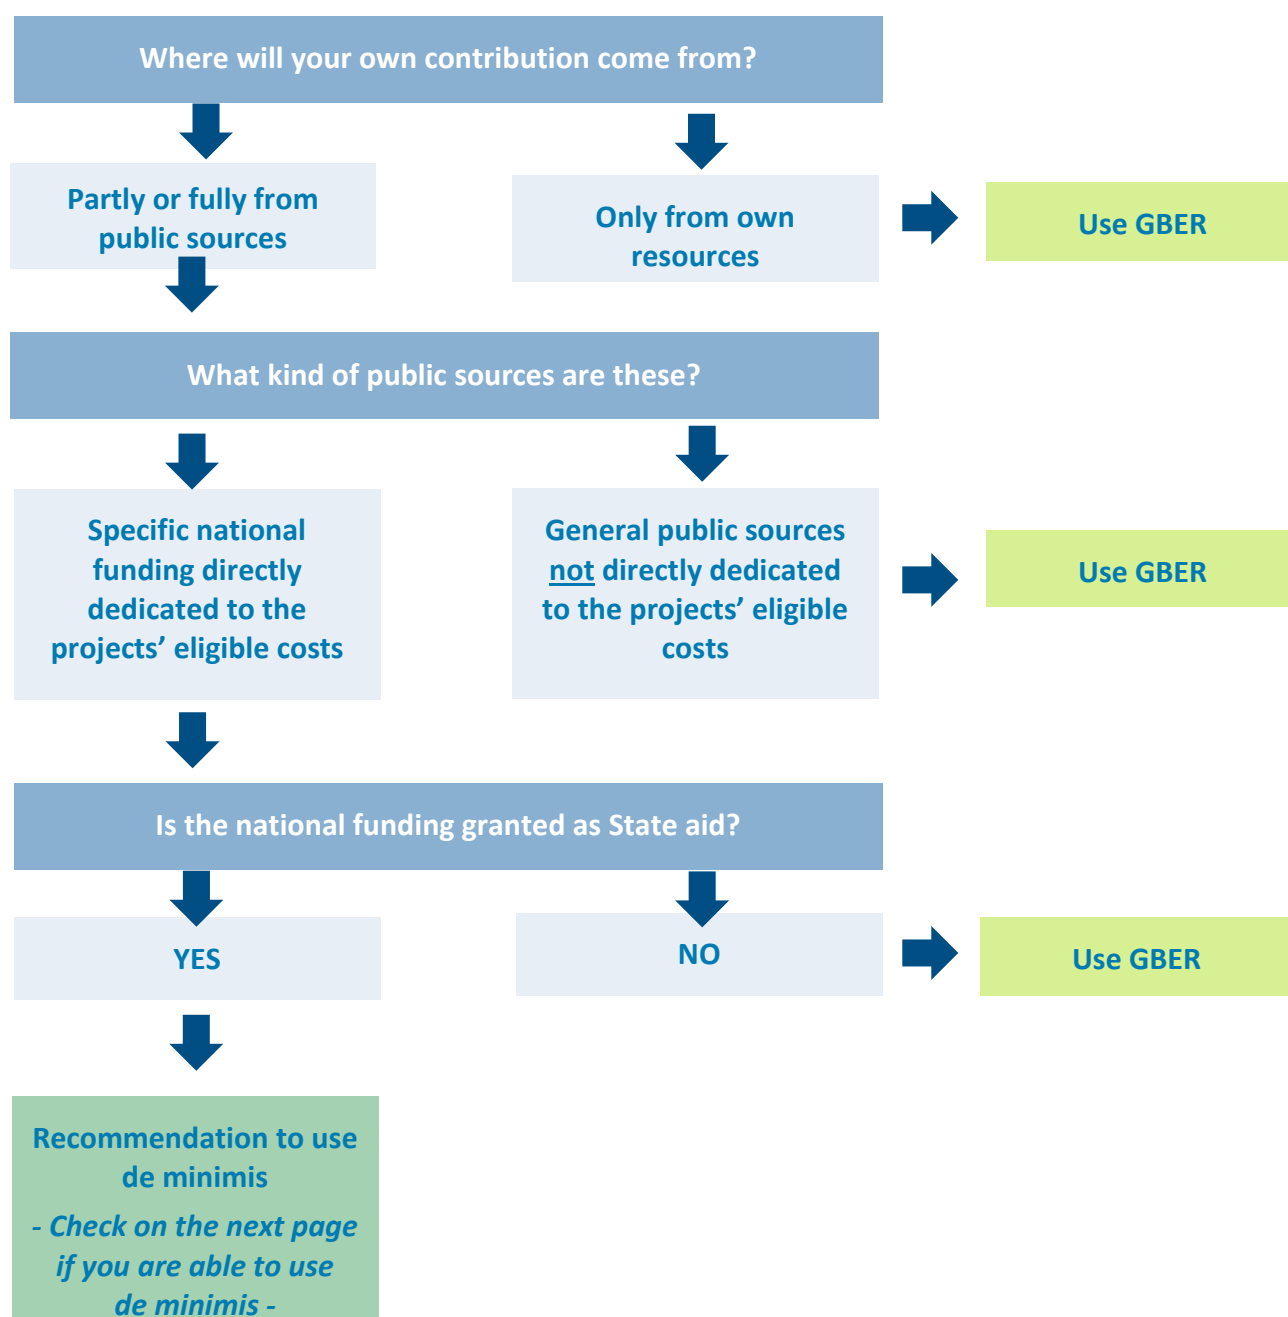 Where will your own contribution come from?
Partly or fully from
public sources
Only from own
resources
Use GBER
What kind of public sources are these?
Specific national
funding directly
dedicated to the
projects’ eligible costs
General public sources
not directly dedicated
to the projects’ eligible
costs
Use GBER
Is the national funding granted as State aid?
YES
NO
Use GBER
Recommendation to use
de minimis
- Check on the next page
if you are able to use
de minimis -